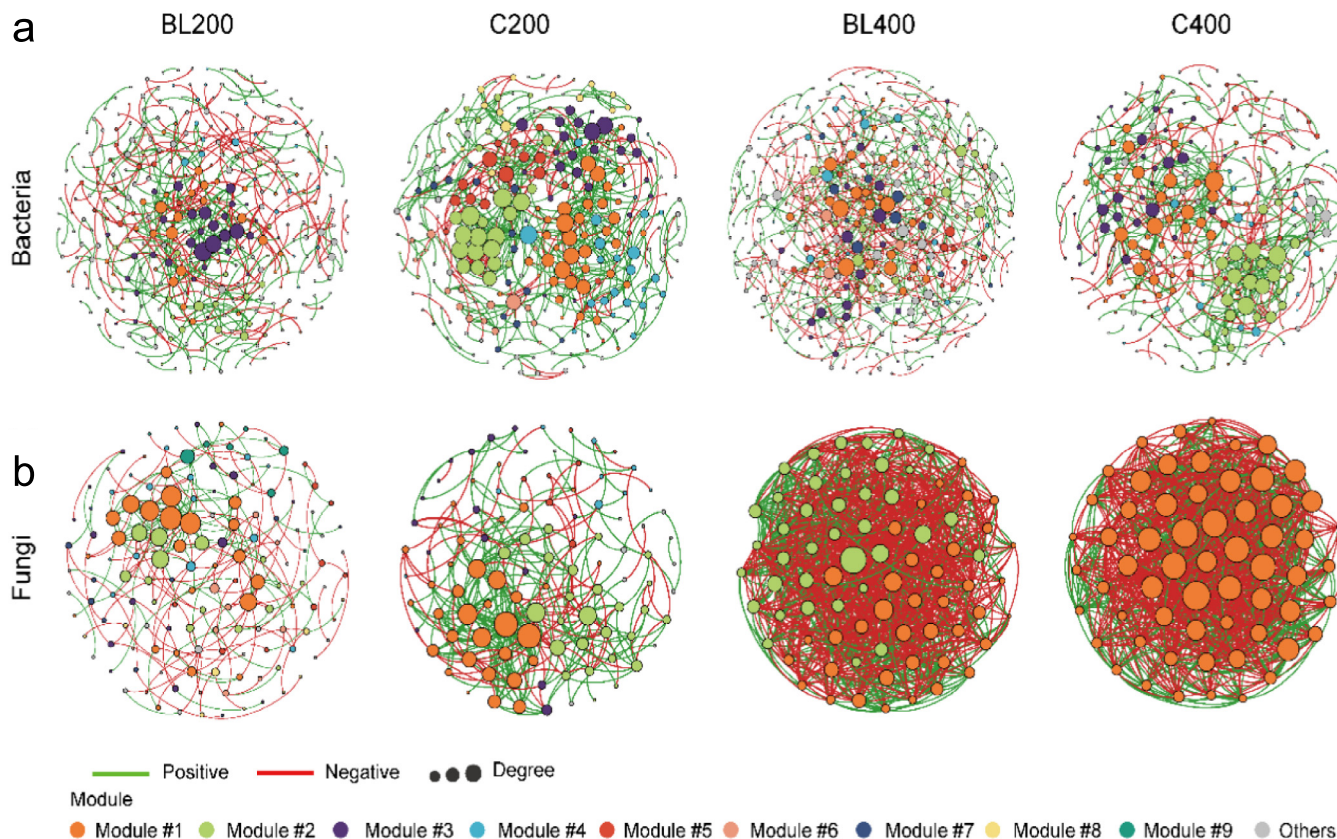 a
BL200 C200 BL400 C400
Bacteria
b
Fungi
Positive Negative Degree
Module
Module #1 Module #2 Module #3 Module #4 Module #5 Module #6 Module #7 Module #8 Module #9 Others